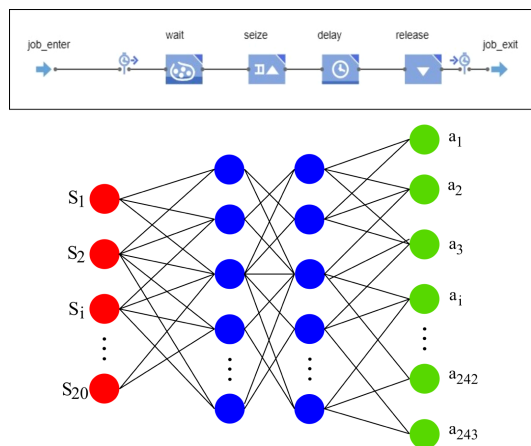 job_enter
wait
seize
delay
release
job_exit
S1
S2
Si
S20
a1
a2
a3
ai
a242
a243